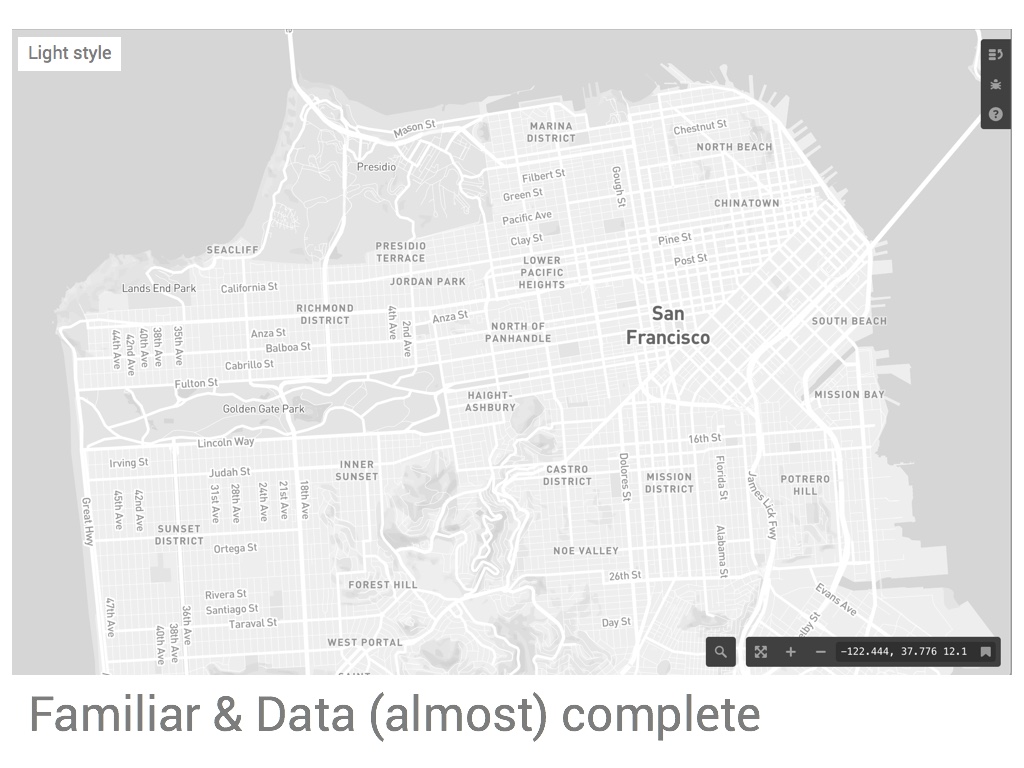 Light style
Mason St
MARINA
DISTRICT
Chestnut St
NORTH BEACH
Presidio
Filbert St
Gough St
Green St
CHINATOWN
Pacific Ave
Clay St
Pine St
SEACLIFF
PRESIDIO
TERRACE
Post St
LOWER
PACIFIC
HEIGHTS
JORDAN PARK
Lands End Park
California St
RICHMOND
DISTRICT
4th Ave
2nd Ave
Anza St
San
Francisco
NORTH OF
PANHANDLE
SOUTH BEACH
44th Ave
42nd Ave
40th Ave
38th Ave
35th Ave
Anza St
Balboa St
Cabrillo St
Fulton St
HAIGHT-
ASHBURY
MISSION BAY
Golden Gate Park
Lincoln Way
16th St
Irving St
Judah St
INNER
SUNSET
CASTRO
DISTRICT
Dolores St
MISSION
DISTRICT
Florida St
James Lick Fwy
POTRERO
HILL
Great Hwy
45th Ave
42nd Ave
31st Ave
28th Ave
24th Ave
21st Ave
18th Ave
SUNSET
DISTRICT
Ortega St
NOE VALLEY
Alabama St
26th St
FOREST HILL
Rivera St
Santiago St
Taraval St
47th Ave
40th Ave
38th Ave
36th Ave
Day St
Evans Ave
elby St
WEST PORTAL
SAINT
-122.444, 37.776 12.1
Familiar & Data (almost) complete